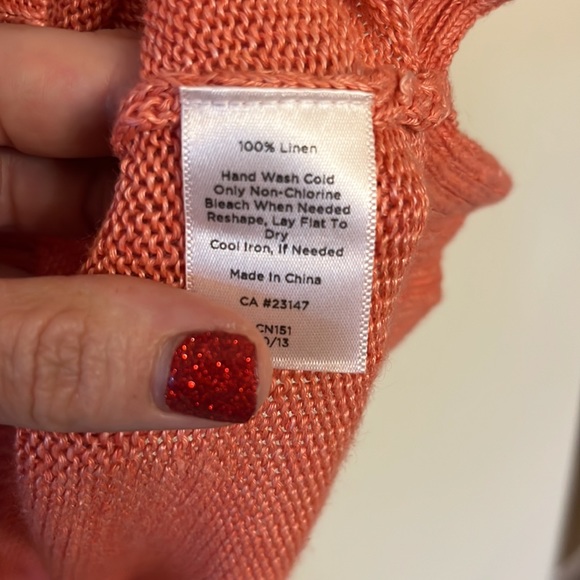 100% Linen
Hand Wash Cold
Only Non-Chlorine
Bleach When Needed
Reshape, Lay Flat To
Dry
Cool Iron, If Needed
Made In China
CA #23147
CN151
/13